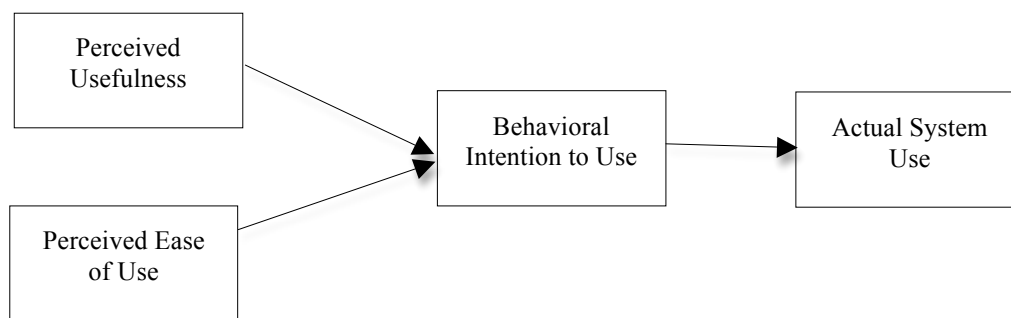 Perceived
Usefulness
Behavioral
Intention to Use
Actual System
Use
Perceived Ease
of Use